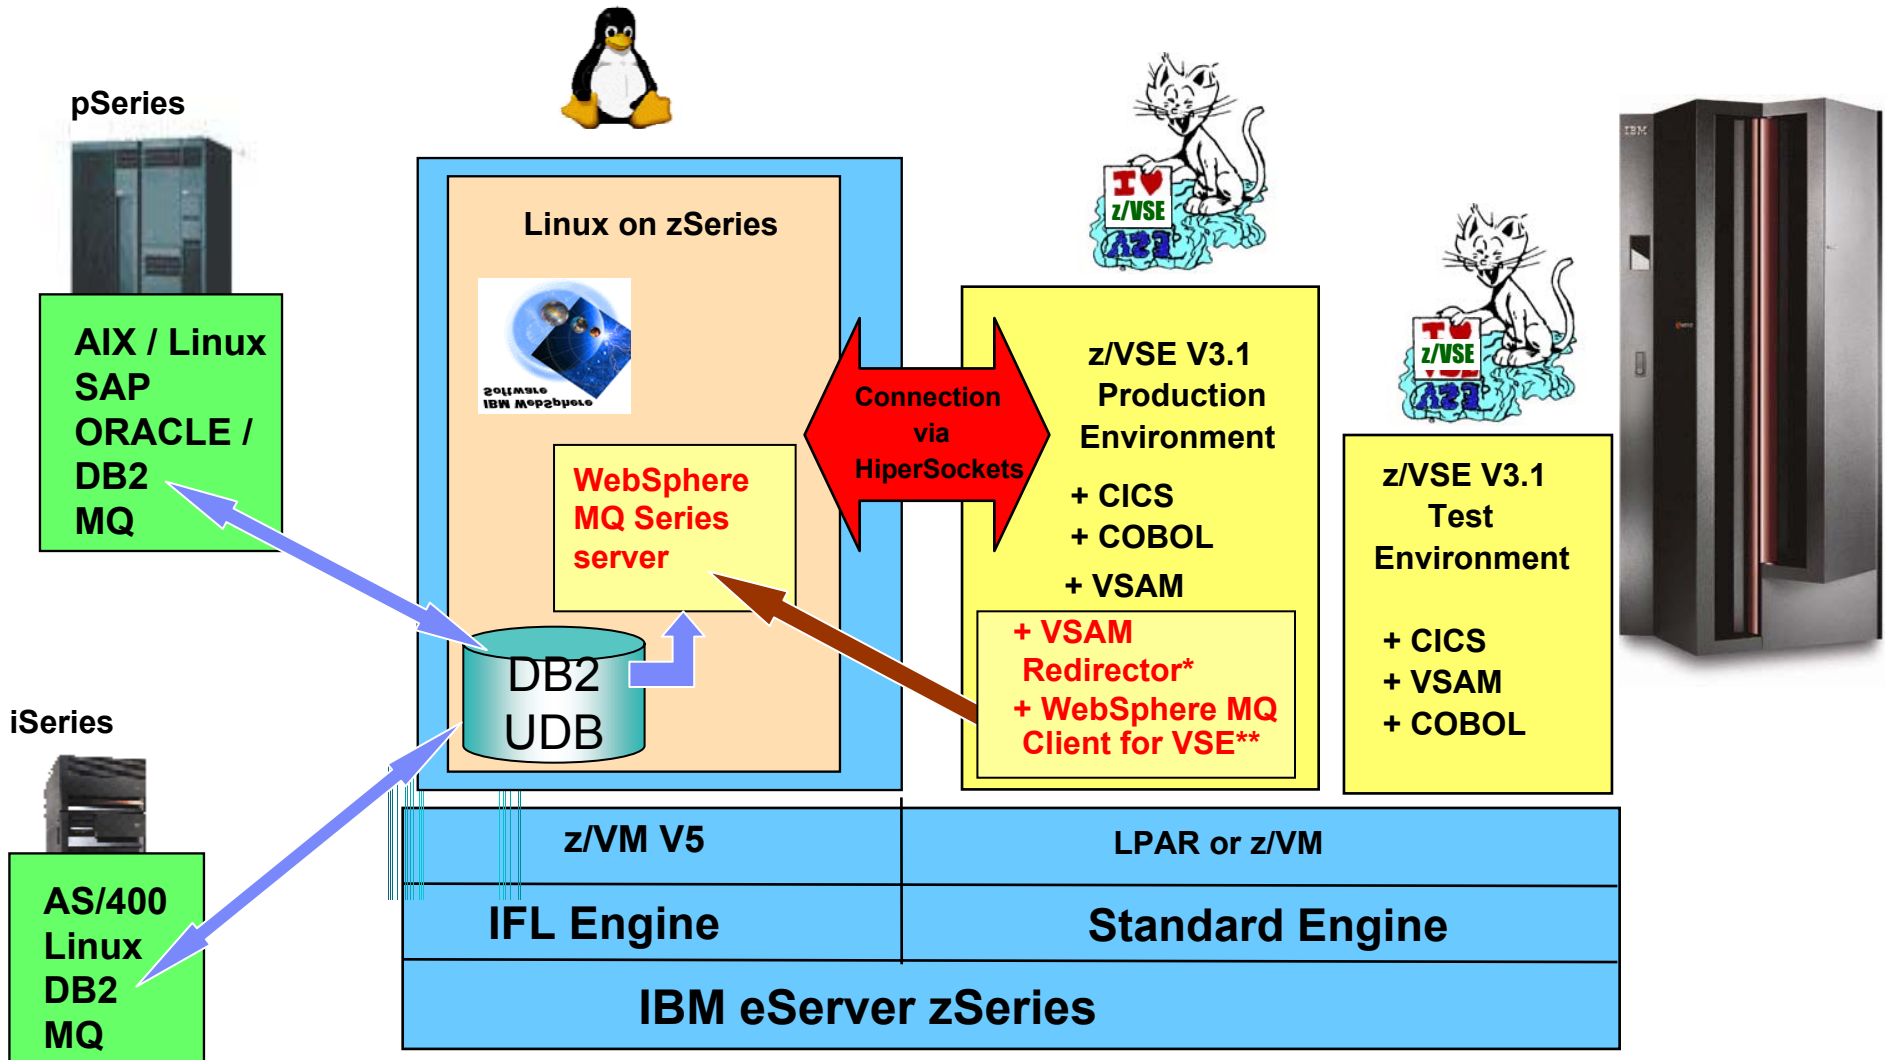 pSeries
AIX / Linux
SAP
ORACLE /
DB2
MQ
iSeries
AS/400
Linux
DB2
MQ
Linux on zSeries
Software
IBM WebSphere
WebSphere
MQ Series
server
DB2
UDB
Connection
via
HiperSockets
I ♥
z/VSE
z/VSE V3.1
Production
Environment
+ CICS
+ COBOL
+ VSAM
+ VSAM
Redirector*
+ WebSphere MQ
Client for VSE**
z/VSE
VSE
z/VSE V3.1
Test
Environment
+ CICS
+ VSAM
+ COBOL
IBM
z/VM V5
LPAR or z/VM
IFL Engine
Standard Engine
IBM eServer zSeries